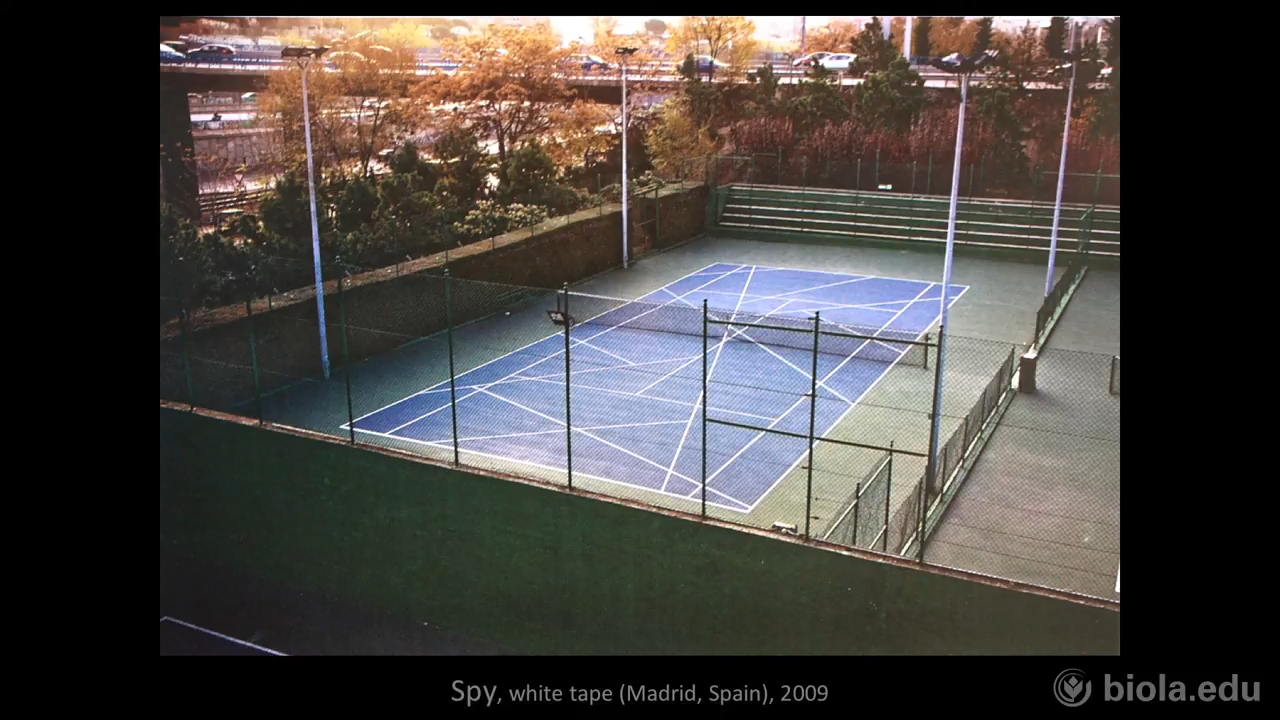 Spy, white tape (Madrid, Spain), 2009
biola.edu